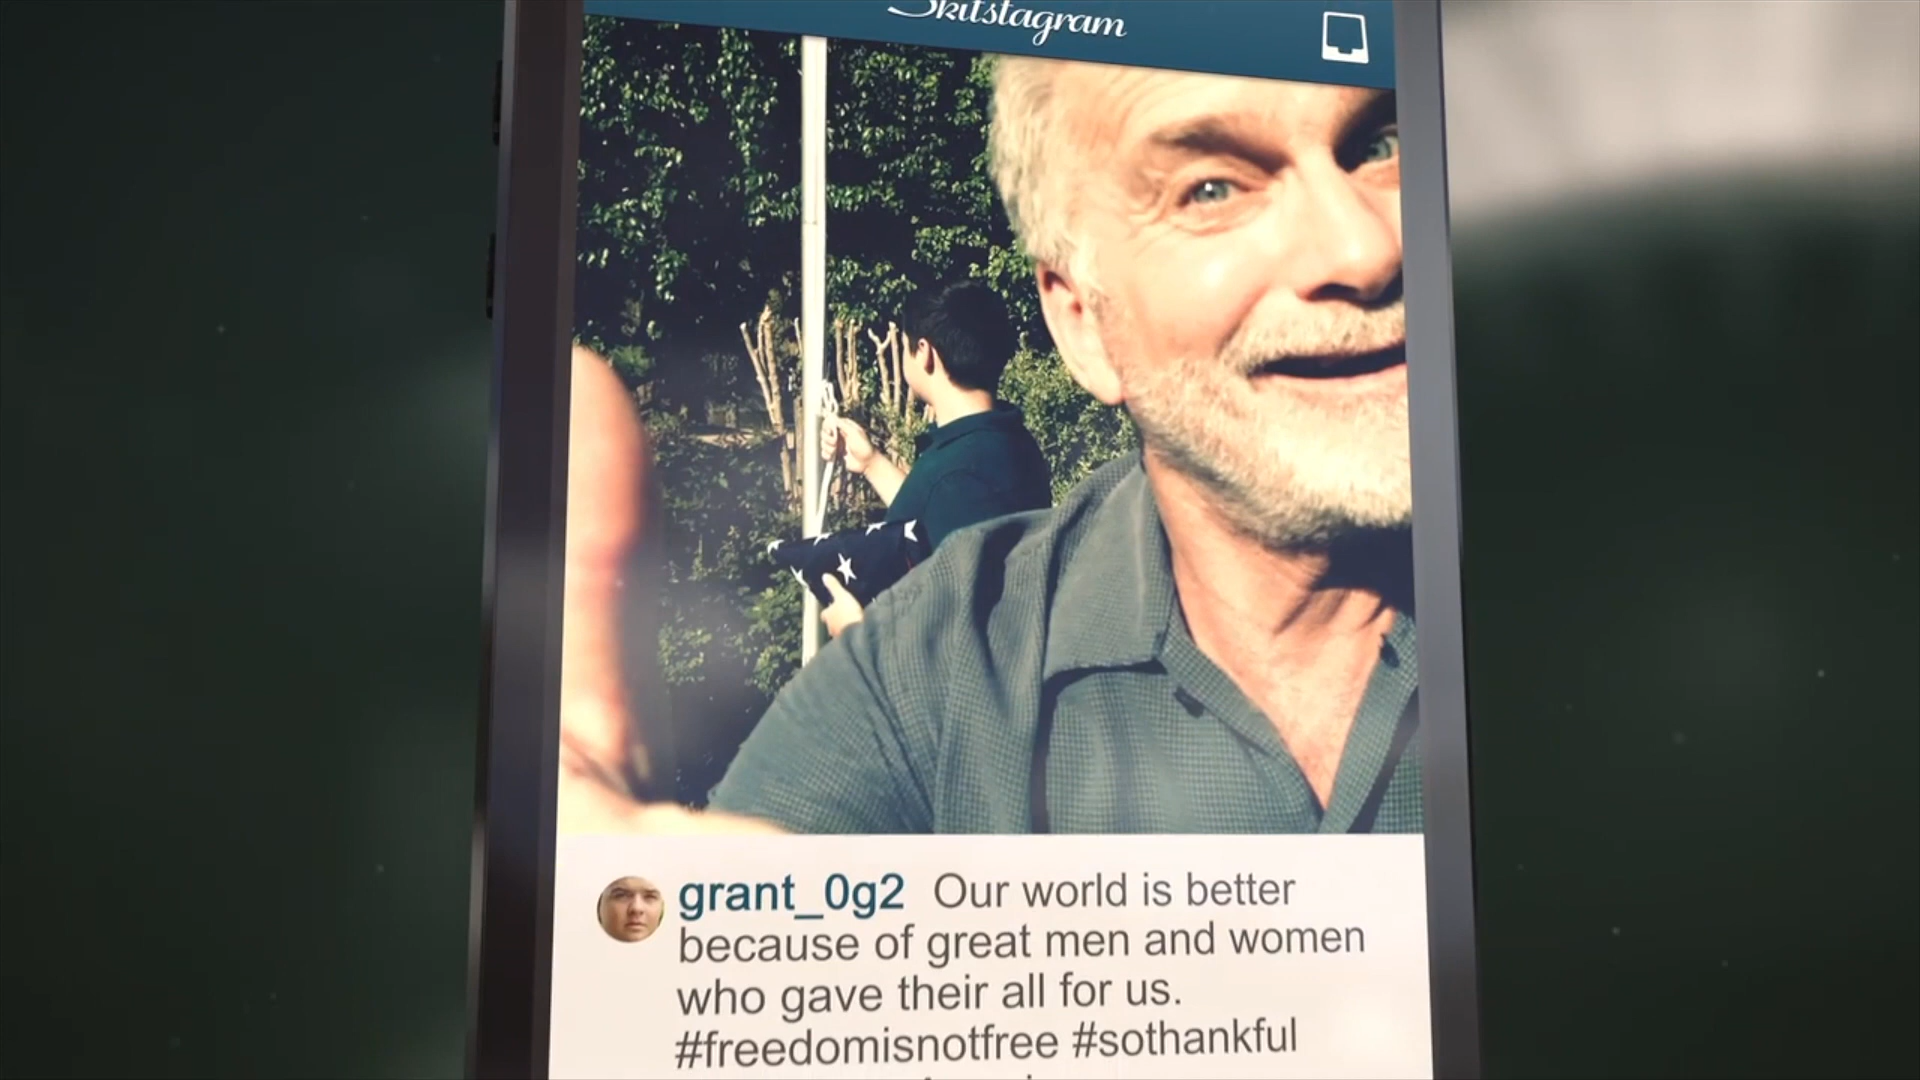 Skitstagram
grant_0g2 Our world is better
because of great men and women
who gave their all for us.
#freedomisnotfree #sothankful